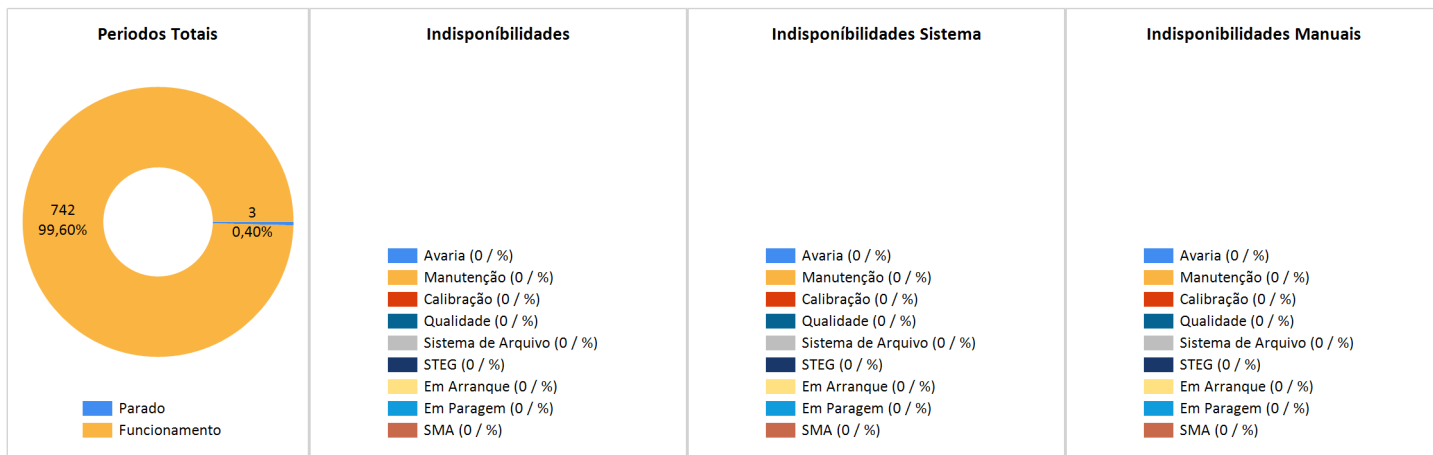 Periodos Totais
742
99,60%
3
0,40%
Parado
Funcionamento
Indisponíbilidades
Avaria (0 / %)
Manutenção (0 / %)
Calibração (0 / %)
Qualidade (0 / %)
Sistema de Arquivo (0 / %)
STEG (0 / %)
Em Arranque (0 / %)
Em Paragem (0 / %)
SMA (0 / %)
Indisponíbilidades Sistema
Avaria (0 / %)
Manutenção (0 / %)
Calibração (0 / %)
Qualidade (0 / %)
Sistema de Arquivo (0 / %)
STEG (0 / %)
Em Arranque (0 / %)
Em Paragem (0 / %)
SMA (0 / %)
Indisponibilidades Manuais
Avaria (0 / %)
Manutenção (0 / %)
Calibração (0 / %)
Qualidade (0 / %)
Sistema de Arquivo (0 / %)
STEG (0 / %)
Em Arranque (0 / %)
Em Paragem (0 / %)
SMA (0 / %)